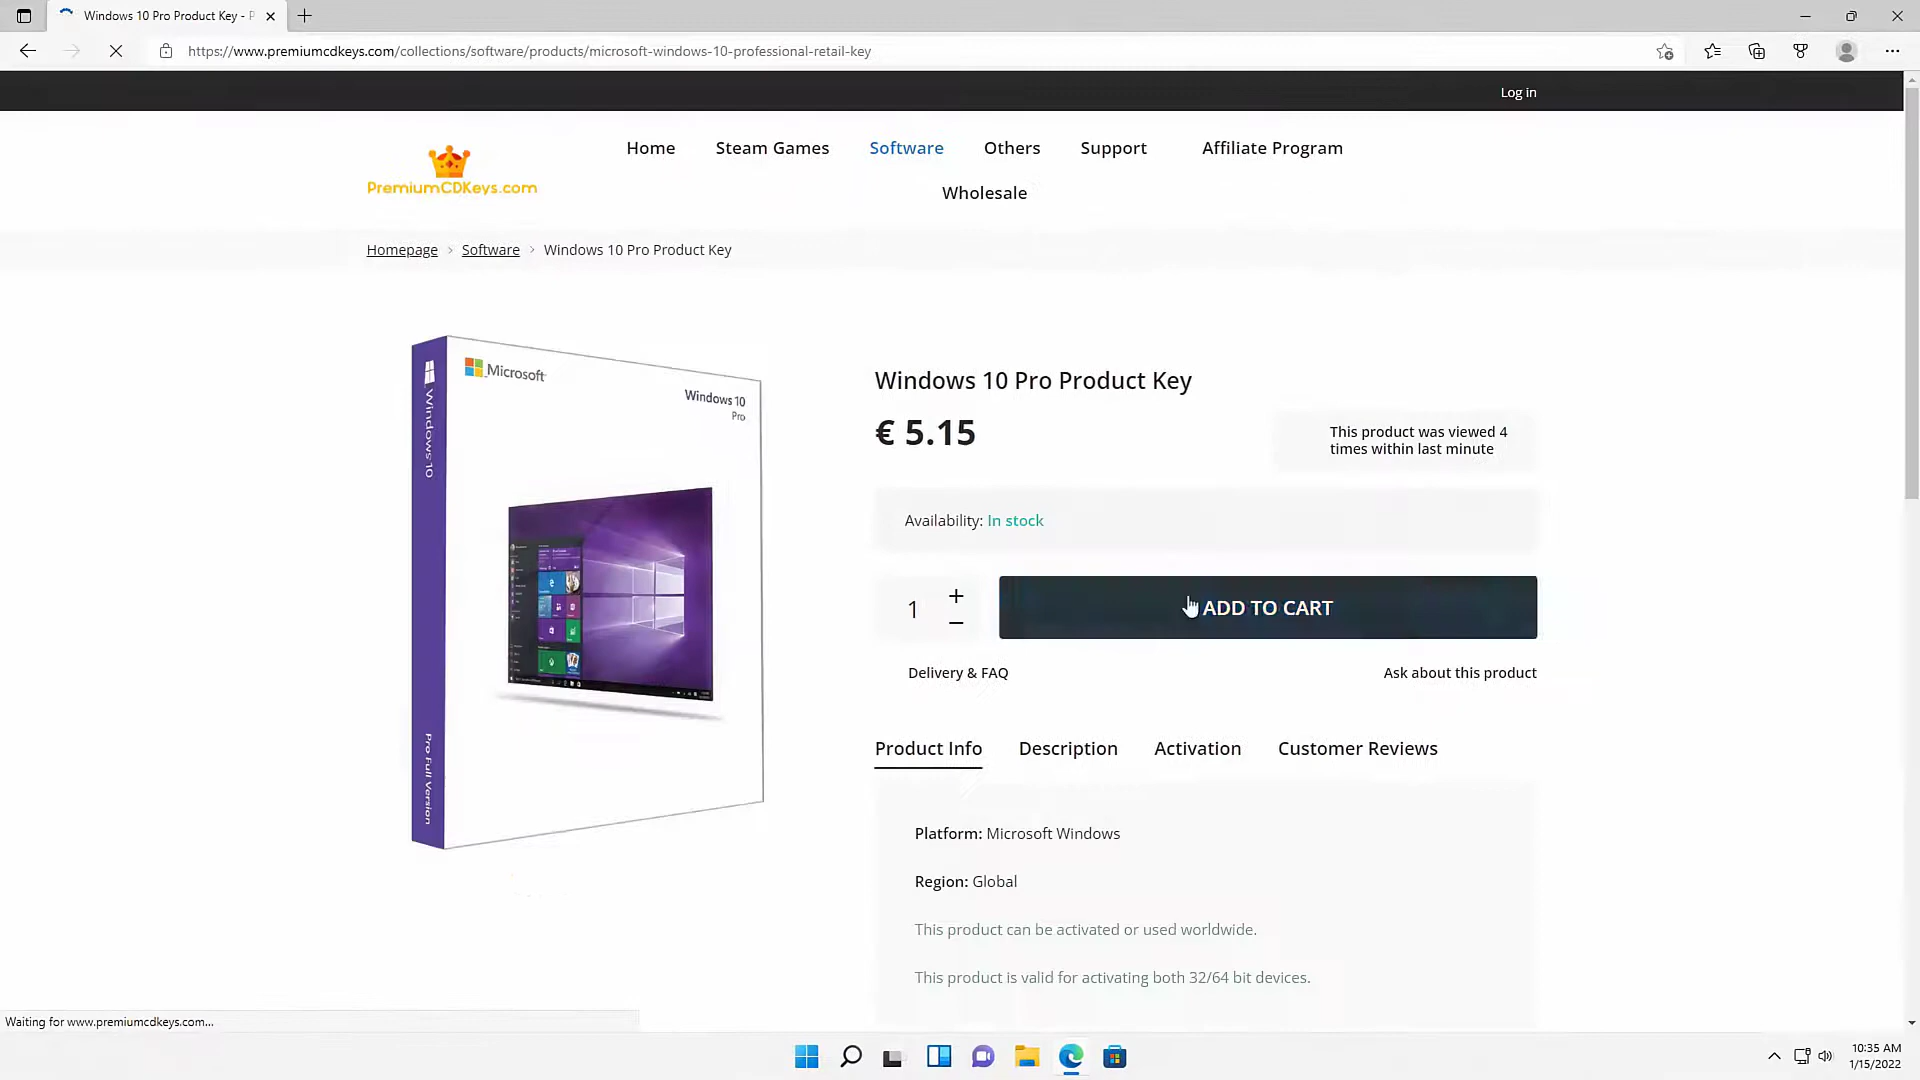 Windows 10 Pro Product Key - P
https://www.premiumcdkeys.com/collections/software/products/microsoft-windows-10-professional-retail-key
Log in
Home
Steam Games
Software
Others
Support
Affiliate Program
Wholesale
PremiumCDKeys.com
Homepage > Software > Windows 10 Pro Product Key
Microsoft
Windows 10
Pro
Windows 10
Pro Full Version
Windows 10 Pro Product Key
€ 5.15
This product was viewed 4
times within last minute
Availability: In stock
1
+
−
ADD TO CART
Delivery & FAQ
Ask about this product
Product Info
Description
Activation
Customer Reviews
Platform: Microsoft Windows
Region: Global
This product can be activated or used worldwide.
This product is valid for activating both 32/64 bit devices.
Waiting for www.premiumcdkeys.com...
10:35 AM
1/15/2022